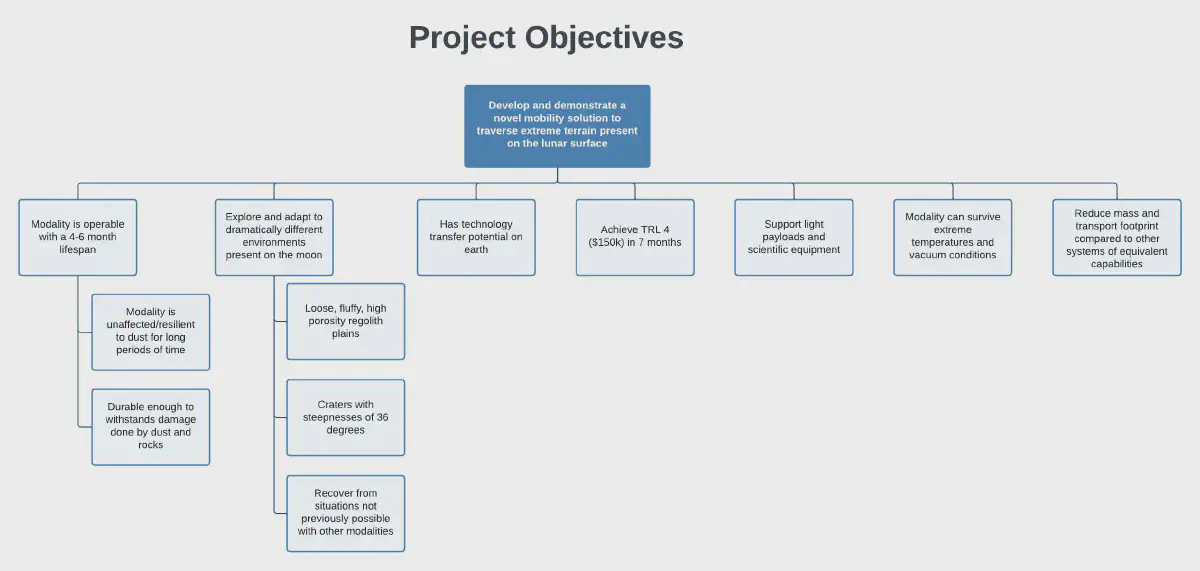 Project Objectives
Develop and demonstrate a
novel mobility solution to
traverse extreme terrain present
on the lunar surface
Modality is operable
with a 4-6 month
lifespan
Explore and adapt to
dramatically different
environments
present on the moon
Has technology
transfer potential on
earth
Achieve TRL 4
($150k) in 7 months
Support light
payloads and
scientific equipment
Modality can survive
extreme
temperatures and
vacuum conditions
Reduce mass and
transport footprint
compared to other
systems of equivalent
capabilities
Modality is
unaffected/resilient
to dust for long
periods of time
Durable enough to
withstands damage
done by dust and
rocks
Loose, fluffy, high
porosity regolith
plains
Craters with
steepnesses of 36
degrees
Recover from
situations not
previously possible
with other modalities